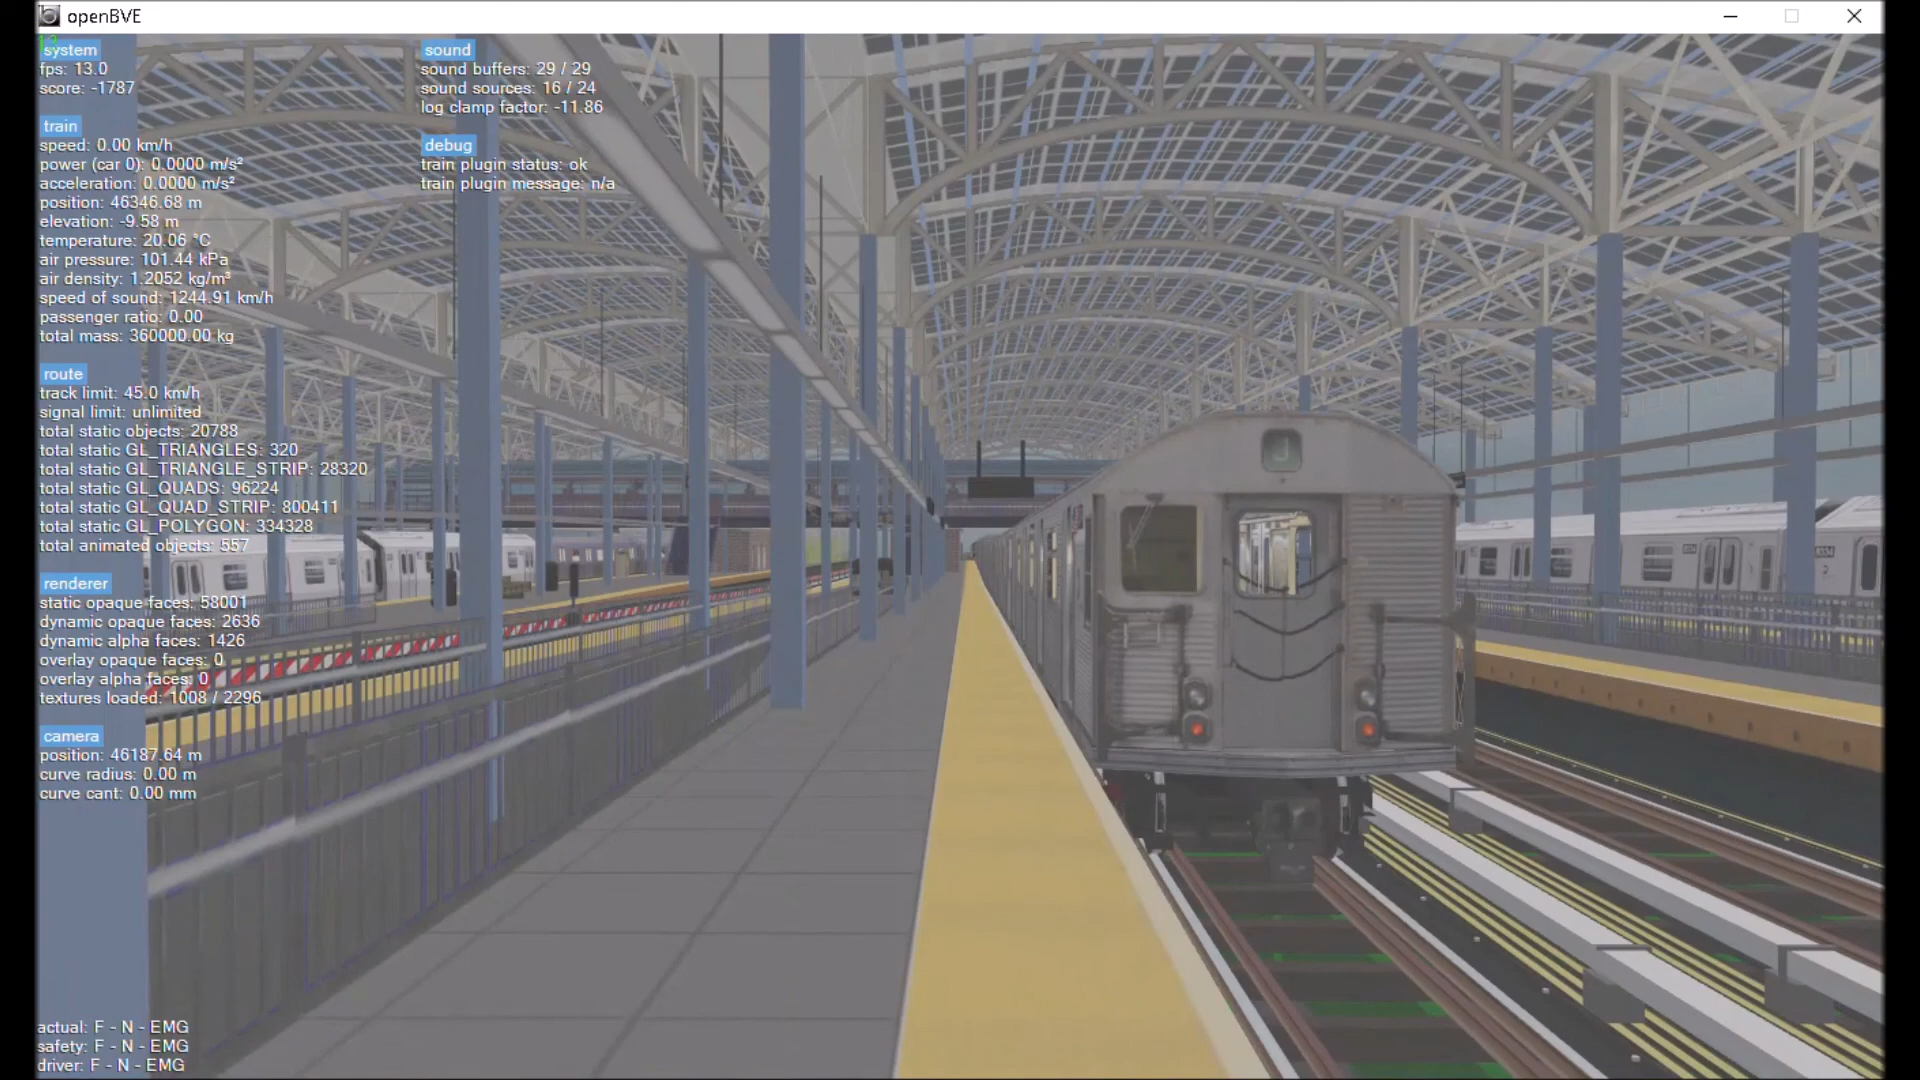 openBVE
system
fps: 13.0
score: -1787
train
speed: 0.00 km/h
power (car 0): 0.0000 m/s²
acceleration: 0.0000 m/s²
position: 46346.68 m
elevation: -9.58 m
temperature: 20.06 °C
air pressure: 101.44 kPa
air density: 1.2052 kg/m³
speed of sound: 1244.91 km/h
passenger ratio: 0.00
total mass: 360000.00 kg
route
track limit: 45.0 km/h
signal limit: unlimited
total static objects: 20788
total static GL_TRIANGLES: 320
total static GL_TRIANGLE_STRIP: 28320
total static GL_QUADS: 96224
total static GL_QUAD_STRIP: 800411
total static GL_POLYGON: 334328
total animated objects: 557
renderer
static opaque faces: 58001
dynamic opaque faces: 2636
dynamic alpha faces: 1426
overlay opaque faces: 0
overlay alpha faces: 0
textures loaded: 1008 / 2296
camera
position: 46187.64 m
curve radius: 0.00 m
curve cant: 0.00 mm
sound
sound buffers: 29 / 29
sound sources: 16 / 24
log clamp factor: -11.86
debug
train plugin status: ok
train plugin message: n/a
J
actual: F - N - EMG
safety: F - N - EMG
driver: F - N - EMG